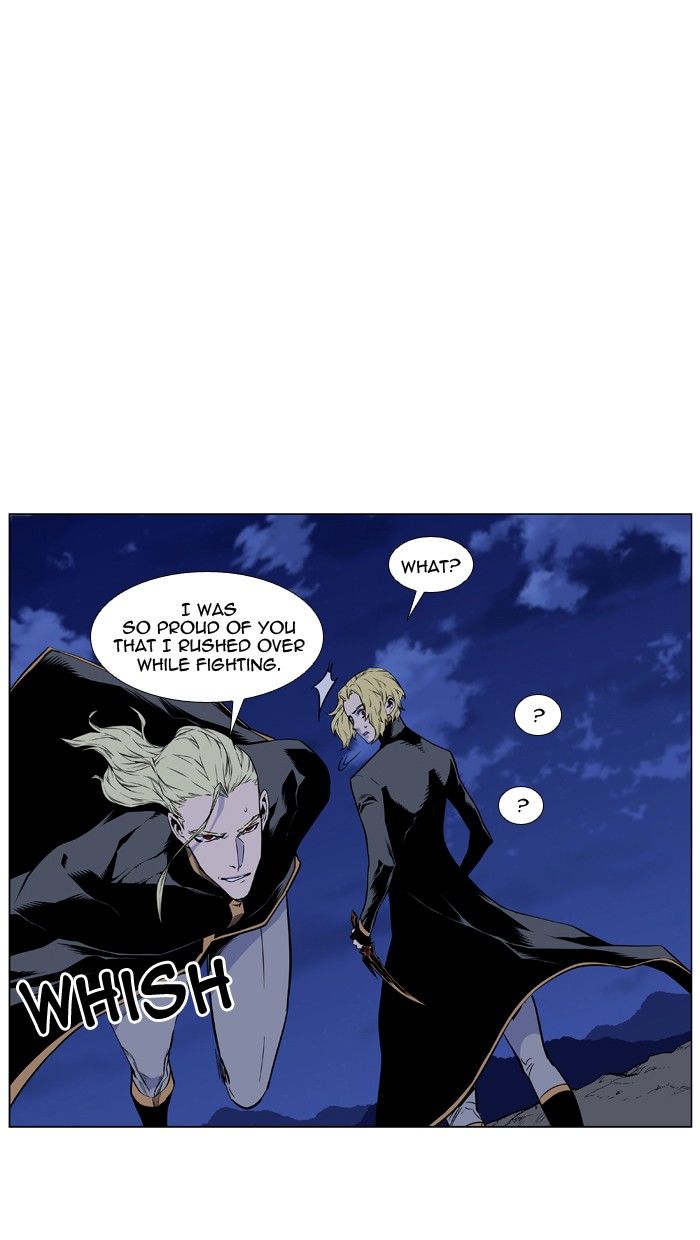 WHAT?
I WAS
SO PROUD OF YOU
THAT I RUSHED OVER
WHILE FIGHTING.
?
?
WHISH